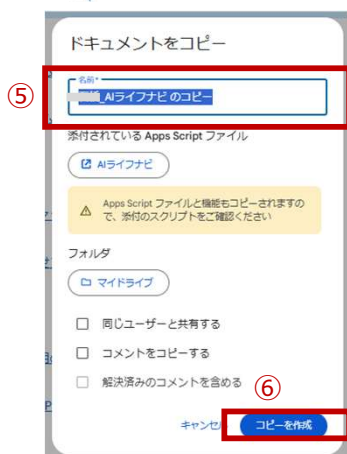 ドキュメントをコピー
⑤
名前*
_AIライフナビ のコピー
添付されている Apps Script ファイル
AIライフナビ
Apps Script ファイルと機能もコピーされますの
で、添付のスクリプトをご確認ください
フォルダ
マイドライブ
同じユーザーと共有する
コメントをコピーする
解決済みのコメントを含める
⑥
キャンセル
コピーを作成